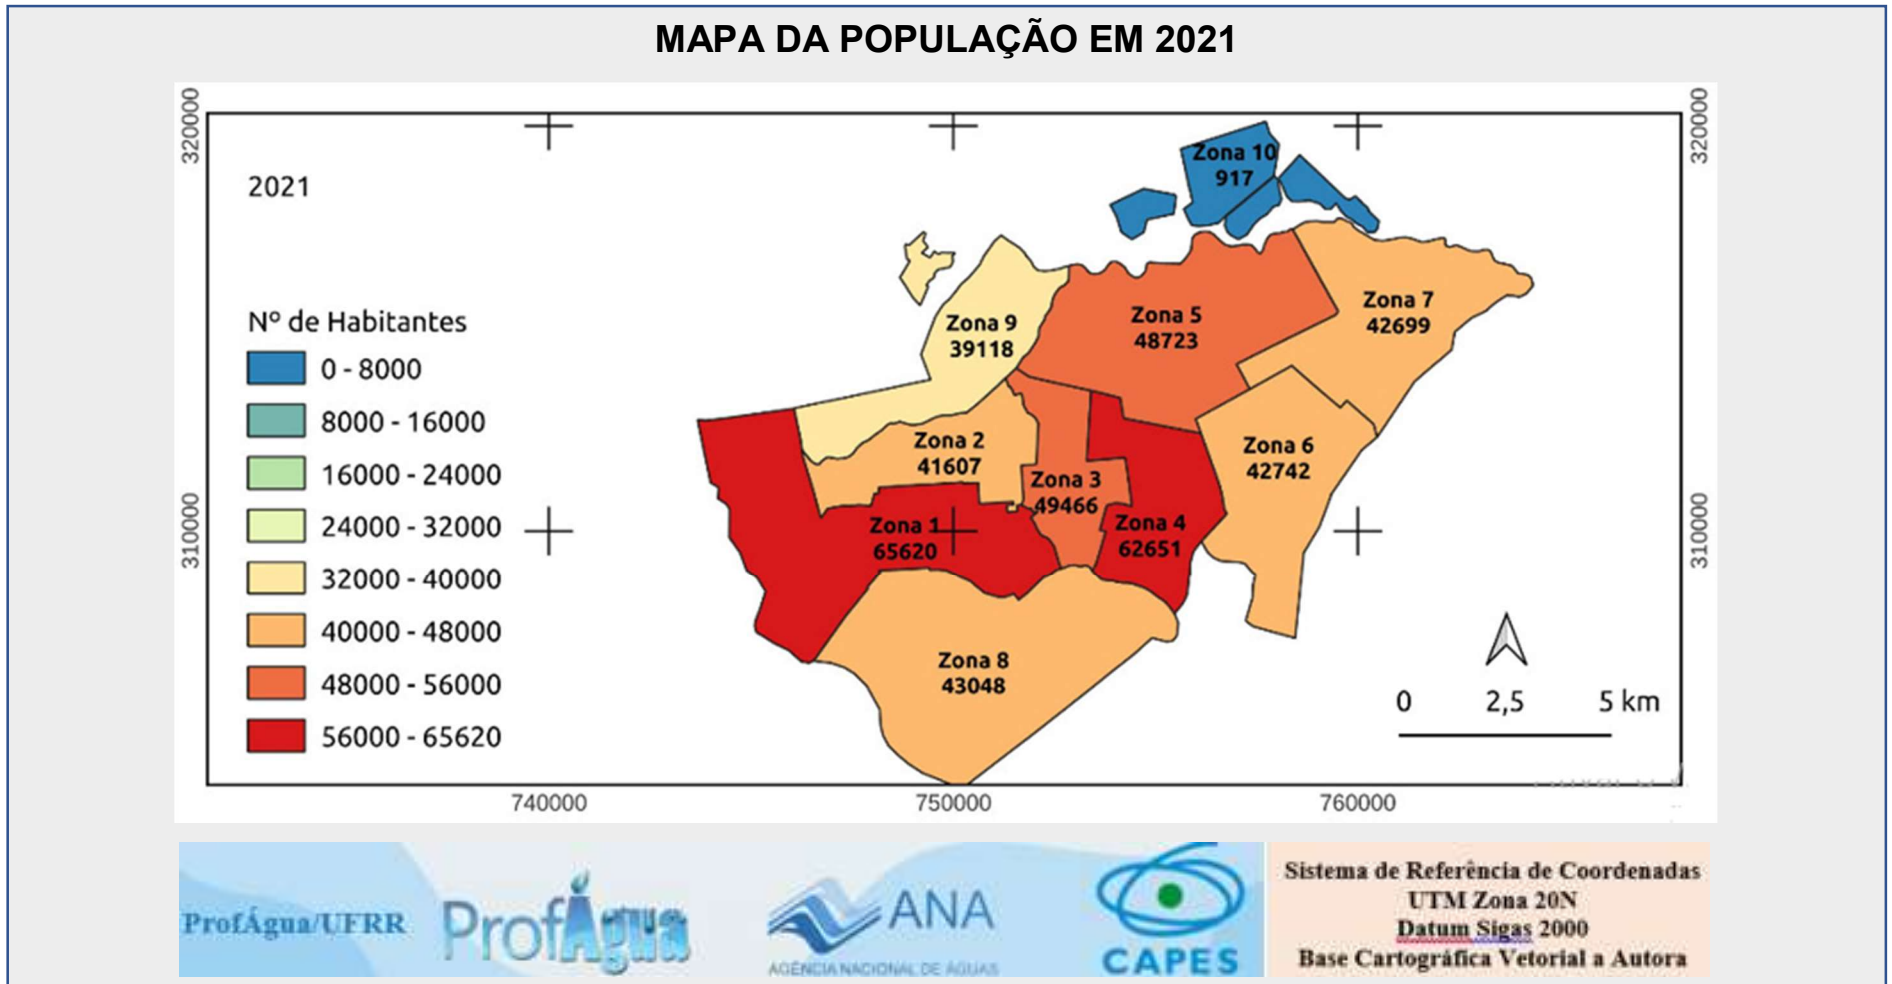 MAPA DA POPULAÇÃO EM 2021
320000
320000
2021
Zona 10
917
Zona 9
39118
Zona 5
48723
Zona 7
42699
Nº de Habitantes
0 - 8000
8000 - 16000
16000 - 24000
24000 - 32000
32000 - 40000
40000 - 48000
48000 - 56000
56000 - 65620
Zona 2
41607
Zona 3
49466
Zona 6
42742
Zona 1
65620
Zona 4
62651
310000
310000
Zona 8
43048
0 2,5 5 km
740000 750000 760000
ProfÁgua/UFRR
ProfÁgua
ANA
AGÊNCIA NACIONAL DE ÁGUAS
CAPES
Sistema de Referência de Coordenadas
UTM Zona 20N
Datum Sigas 2000
Base Cartográfica Vetorial a Autora